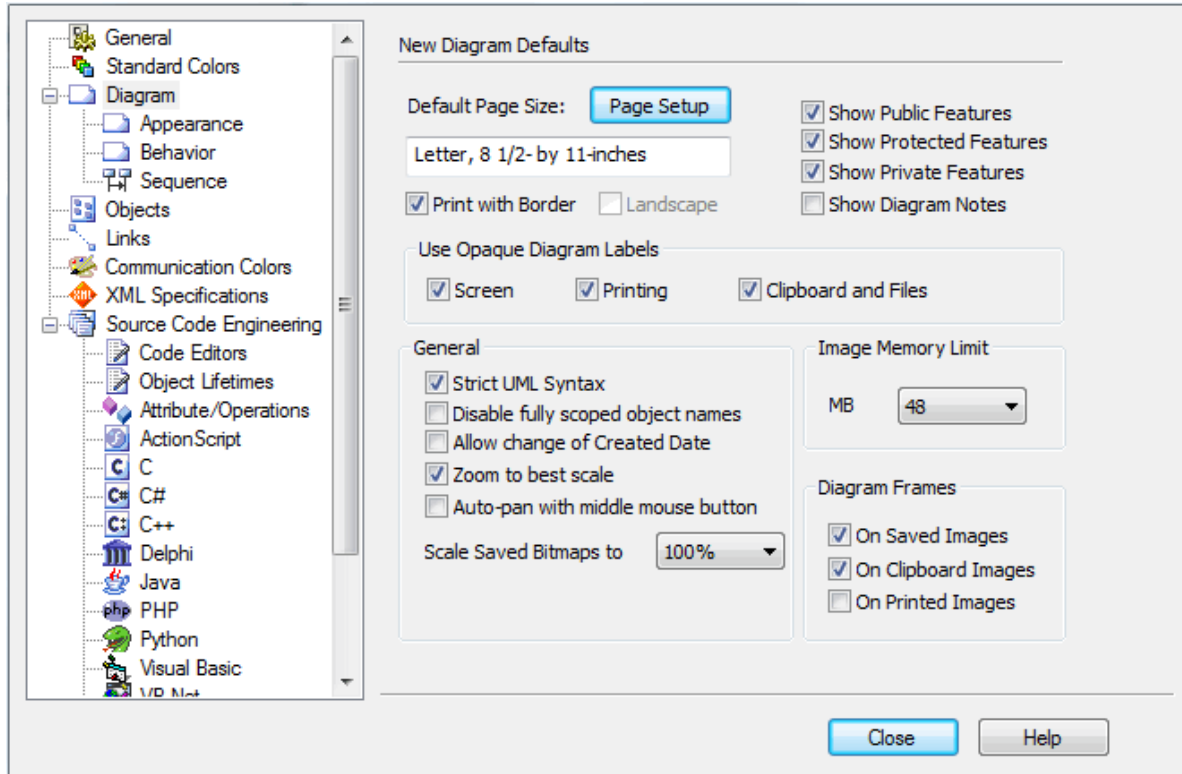 General
Standard Colors
Diagram
Appearance
Behavior
Sequence
Objects
Links
Communication Colors
XML Specifications
Source Code Engineering
Code Editors
Object Lifetimes
Attribute/Operations
ActionScript
C
C#
C++
Delphi
Java
PHP
Python
Visual Basic
VB.Net
New Diagram Defaults
Default Page Size: Page Setup
Letter, 8 1/2- by 11-inches
Print with Border Landscape
Show Public Features
Show Protected Features
Show Private Features
Show Diagram Notes
Use Opaque Diagram Labels
Screen Printing Clipboard and Files
General
Strict UML Syntax
Disable fully scoped object names
Allow change of Created Date
Zoom to best scale
Auto-pan with middle mouse button
Scale Saved Bitmaps to 100%
Image Memory Limit
MB 48
Diagram Frames
On Saved Images
On Clipboard Images
On Printed Images
Close Help